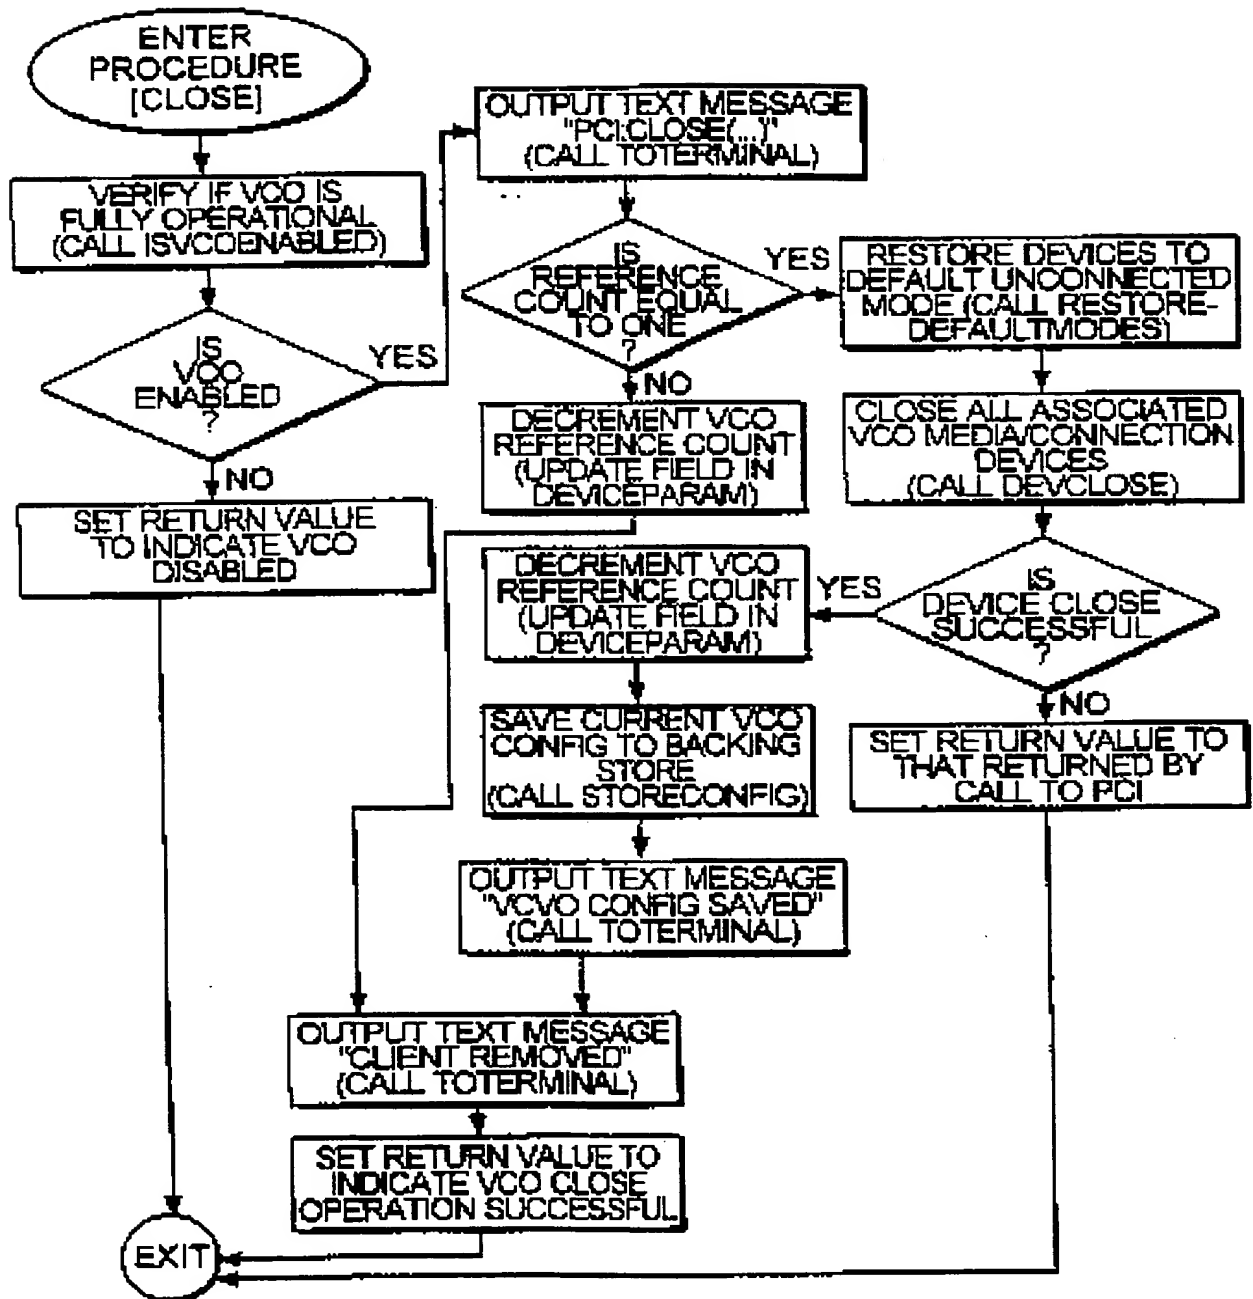 ENTER
PROCEDURE
[CLOSE]
VERIFY IF VCO IS
FULLY OPERATIONAL
(CALL ISVCOENABLED)
IS
VCO
ENABLED
?
YES
NO
SET RETURN VALUE
TO INDICATE VCO
DISABLED
OUTPUT TEXT MESSAGE
"PCI:CLOSE(...)"
(CALL TOTERMINAL)
IS
REFERENCE
COUNT EQUAL
TO ONE
?
YES
NO
DECREMENT VCO
REFERENCE COUNT
(UPDATE FIELD IN
DEVICEPARAM)
RESTORE DEVICES TO
DEFAULT UNCONNECTED
MODE (CALL RESTORE-
DEFAULTMODES)
CLOSE ALL ASSOCIATED
VCO MEDIA/CONNECTION
DEVICES
(CALL DEVCLOSE)
IS
DEVICE CLOSE
SUCCESSFUL
?
YES
NO
DECREMENT VCO
REFERENCE COUNT
(UPDATE FIELD IN
DEVICEPARAM)
SAVE CURRENT VCO
CONFIG TO BACKING
STORE
(CALL STORECONFIG)
SET RETURN VALUE TO
THAT RETURNED BY
CALL TO PCI
OUTPUT TEXT MESSAGE
"VCVO CONFIG SAVED"
(CALL TOTERMINAL)
OUTPUT TEXT MESSAGE
"CLIENT REMOVED"
(CALL TOTERMINAL)
SET RETURN VALUE TO
INDICATE VCO CLOSE
OPERATION SUCCESSFUL
EXIT